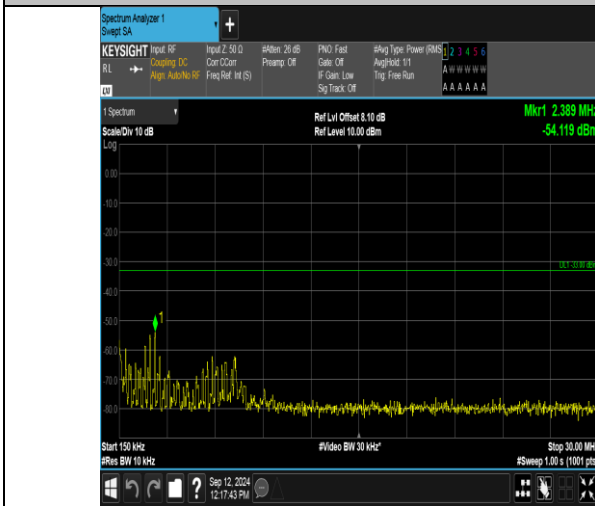 Spectrum Analyzer 1
Swept SA
+
KEYSIGHT Input: RF Input Z: 50 Ω #Atten: 26 dB PNO: Fast #Avg Type: Power (RMS 1 2 3 4 5 6
RL Coupling: DC Corr CCorr Preamp: Off Gate: Off Avg|Hold: 1/1 A W W W W W
Align: Auto/No RF Freq Ref: Int (S) IF Gain: Low Trig: Free Run
Sig Track: Off A A A A A A
1 Spectrum
Ref Lvl Offset 8.10 dB Mkr1 2.389 MHz
Scale/Div 10 dB Ref Level 10.00 dBm -54.119 dBm
Log
0.00
-10.0
-20.0
-30.0
DL1 -33.00 dBm
-40.0
-50.0
1
-60.0
-70.0
-80.0
Start 150 kHz #Video BW 30 kHz* Stop 30.00 MHz
#Res BW 10 kHz #Sweep 1.00 s (1001 pts
? Sep 12, 2024
12:17:43 PM